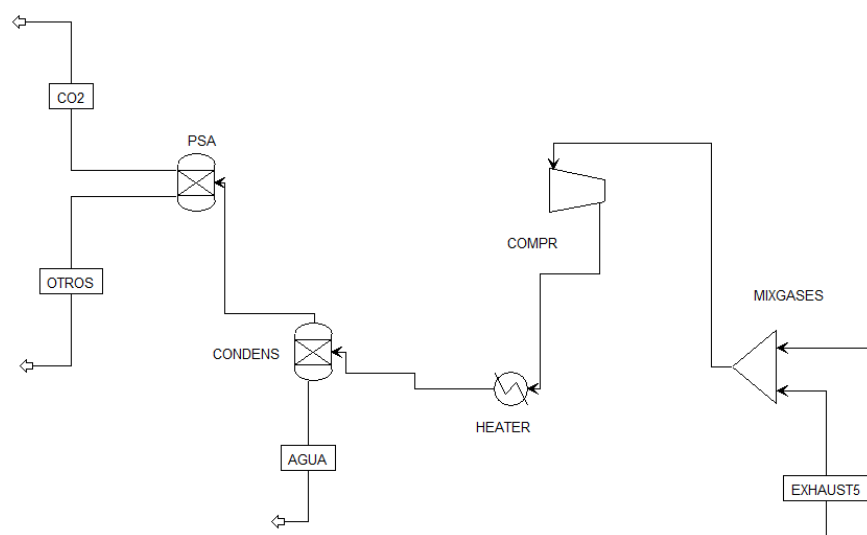 CO2
PSA
COMPR
OTROS
MIXGASES
CONDENS
HEATER
AGUA
EXHAUST5